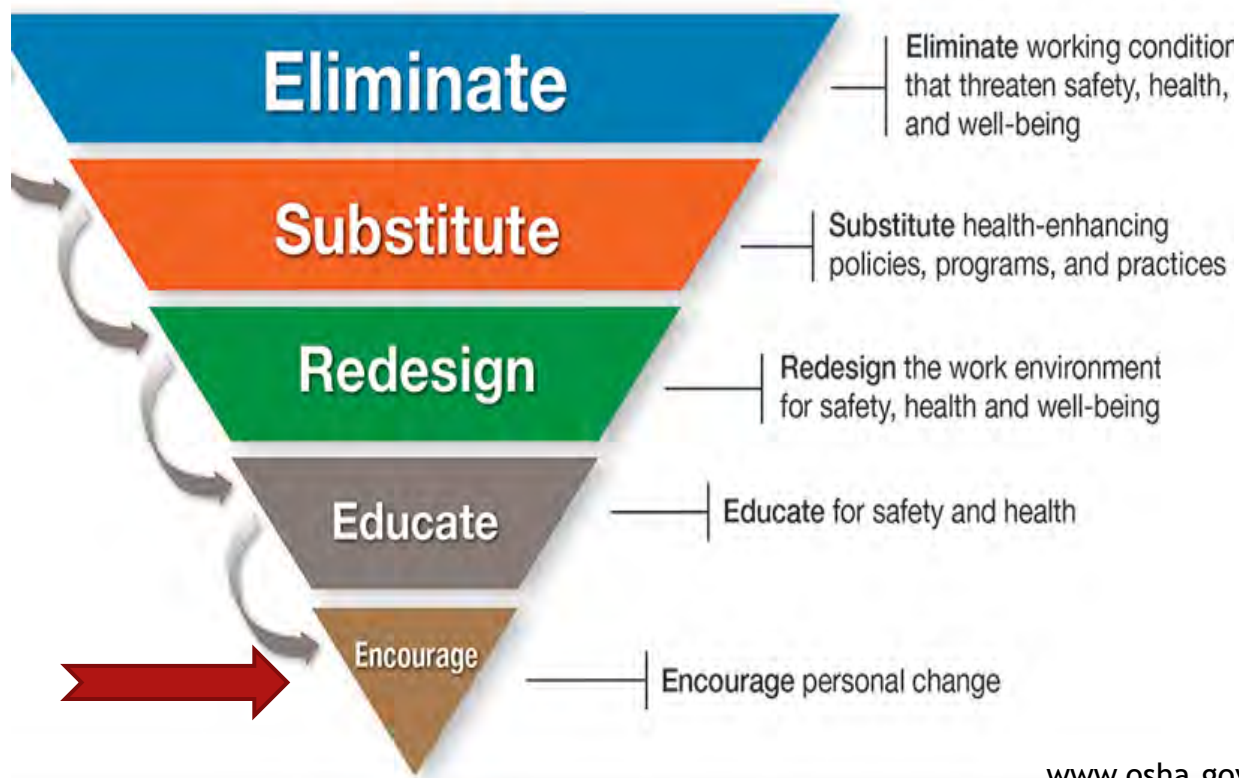 Eliminate
Eliminate working condition
that threaten safety, health,
and well-being
Substitute
Substitute health-enhancing
policies, programs, and practices
Redesign
Redesign the work environment
for safety, health and well-being
Educate
Educate for safety and health
Encourage
Encourage personal change
www.osha.gov